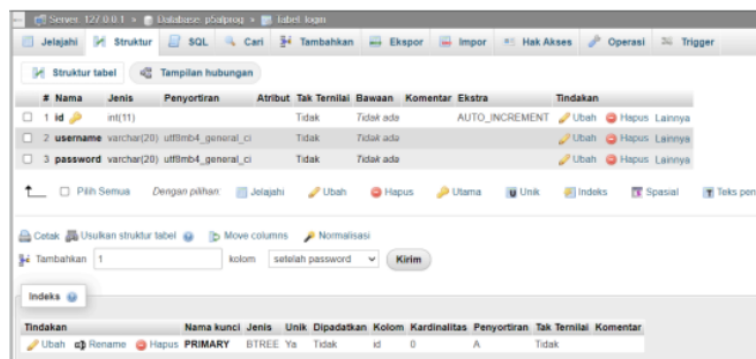 Server: 127.0.0.1 » Database: p5alprog » Tabel: login
Jelajahi Struktur SQL Cari Tambahkan Ekspor Impor Hak Akses Operasi Trigger
Struktur tabel Tampilan hubungan
# Nama Jenis Penyortiran Atribut Tak Ternilai Bawaan Komentar Ekstra Tindakan
1 id int(11) Tidak Tidak ada AUTO_INCREMENT Ubah Hapus Lainnya
2 username varchar(20) utf8mb4_general_ci Tidak Tidak ada Ubah Hapus Lainnya
3 password varchar(20) utf8mb4_general_ci Tidak Tidak ada Ubah Hapus Lainnya
Pilih Semua Dengan pilihan: Jelajahi Ubah Hapus Utama Unik Indeks Spasial Teks pen
Cetak Usulkan struktur tabel Move columns Normalisasi
Tambahkan 1 kolom setelah password Kirim
Indeks
Tindakan Nama kunci Jenis Unik Dipadatkan Kolom Kardinalitas Penyortiran Tak Ternilai Komentar
Ubah Rename Hapus PRIMARY BTREE Ya Tidak id 0 A Tidak